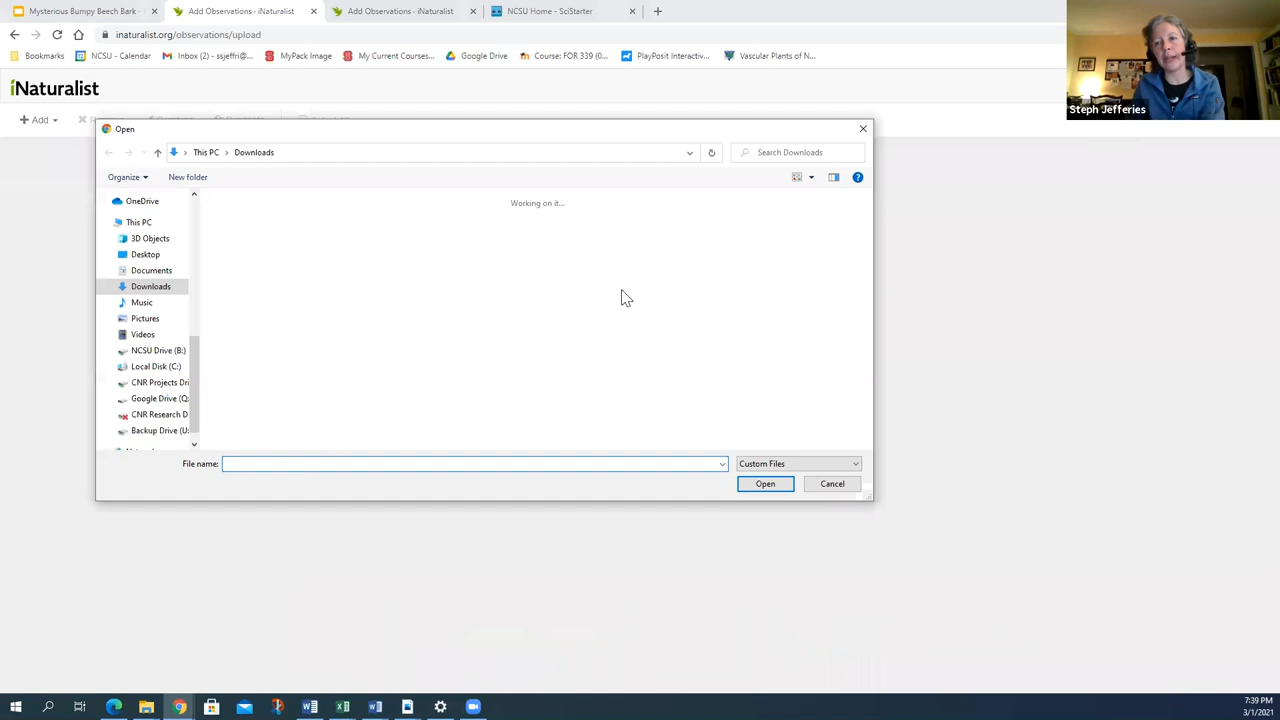 Mysterious Bumpy Beech Bark -
Add Observations - iNaturalist
Add Observations - iNaturalist
NCSU Home - SciStarter
inaturalist.org/observations/upload
Bookmarks
NCSU - Calendar
Inbox (2) - ssjeffri@...
MyPack Image
My Current Courses...
Google Drive
Course: FOR 339 (0...
PlayPosit Interactiv...
Vascular Plants of N...
iNaturalist
Add
Steph Jefferies
Open
This PC
Downloads
Search Downloads
Organize
New folder
OneDrive
Working on it...
This PC
3D Objects
Desktop
Documents
Downloads
Music
Pictures
Videos
NCSU Drive (B:)
Local Disk (C:)
CNR Projects Dri
Google Drive (Q:
CNR Research D
Backup Drive (U:
File name:
Custom Files
Open
Cancel
7:39 PM
3/1/2021